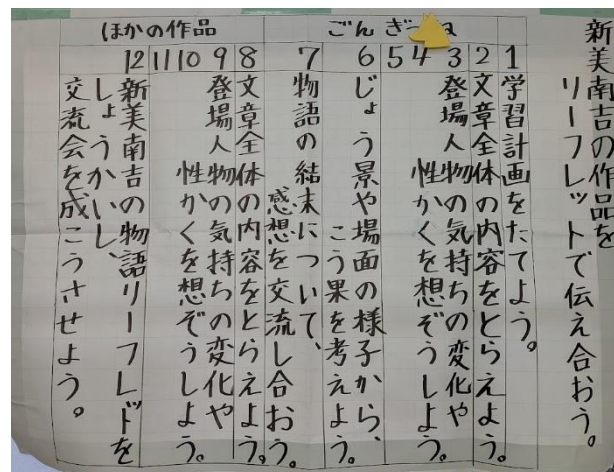 新美南吉の作品を
リーフレットで伝え合おう。
ごんぎつね
1 学習計画をたてよう。
2 文章全体の内容をとらえよう。
3 4 5 登場人物の気持ちの変化や
性かくを想ぞうしよう。
6 じょう景や場面の様子から、
こう果を考えよう。
7 物語の結末について、
感想を交流し合おう。
ほかの作品
8 文章全体の内容をとらえよう。
9 10 11 登場人物の気持ちの変化や
性かくを想ぞうしよう。
12 新美南吉の物語リーフレットを
しょうかいし、
交流会を成こうさせよう。